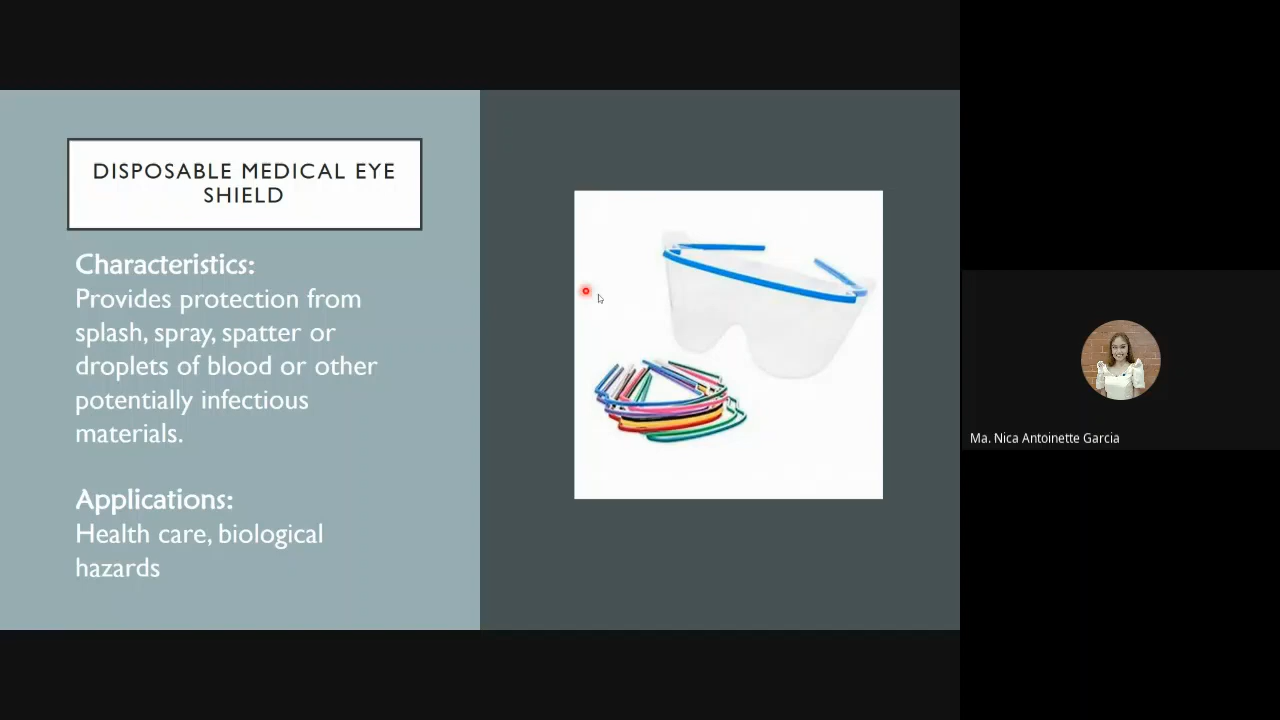 DISPOSABLE MEDICAL EYE
SHIELD
Characteristics:
Provides protection from
splash, spray, spatter or
droplets of blood or other
potentially infectious
materials.
Applications:
Health care, biological
hazards
Ma. Nica Antoinette Garcia